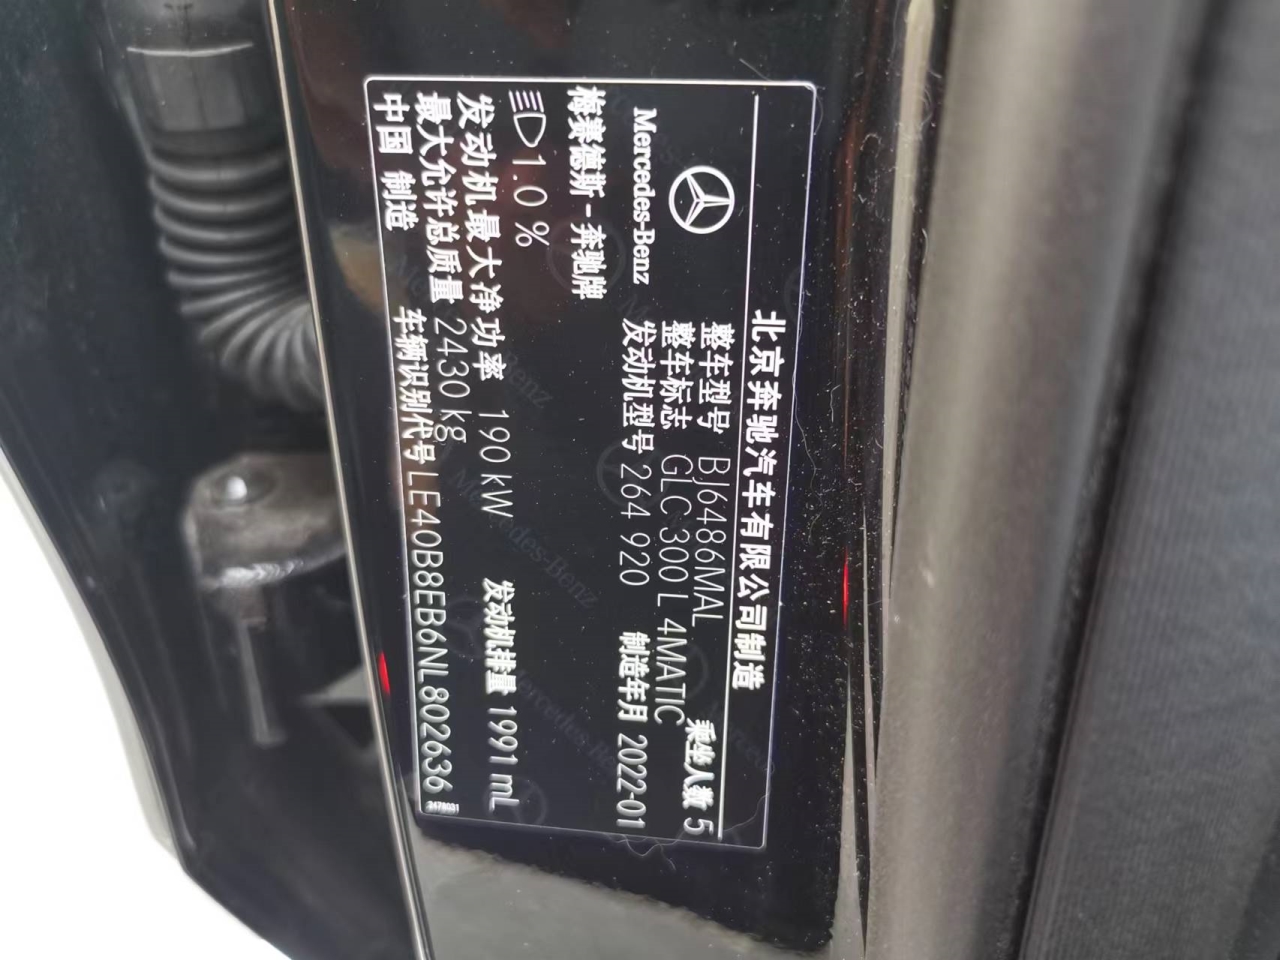 北京奔驰汽车有限公司制造
Mercedes-Benz
梅赛德斯-奔驰牌
整车型号 BJ6486MAL 乘坐人数 5
整车标志 GLC 300 L 4MATIC
发动机型号 264 920 制造年月 2022-01
1.0 %
发动机最大净功率 190 kW 发动机排量 1991 mL
最大允许总质量 2430 kg
中国 制造 车辆识别代号 LE40B8EB6NL802636